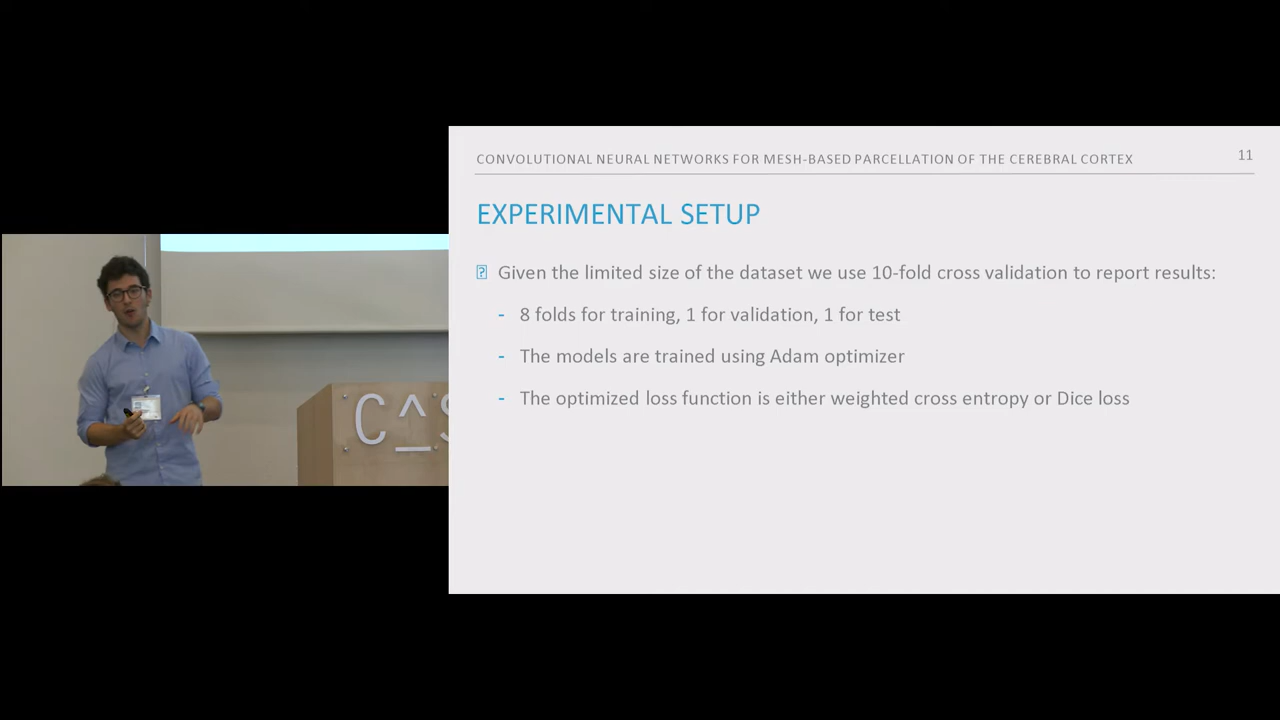 CONVOLUTIONAL NEURAL NETWORKS FOR MESH-BASED PARCELLATION OF THE CEREBRAL CORTEX
11
EXPERIMENTAL SETUP
Given the limited size of the dataset we use 10-fold cross validation to report results:
- 8 folds for training, 1 for validation, 1 for test
- The models are trained using Adam optimizer
- The optimized loss function is either weighted cross entropy or Dice loss
C^S